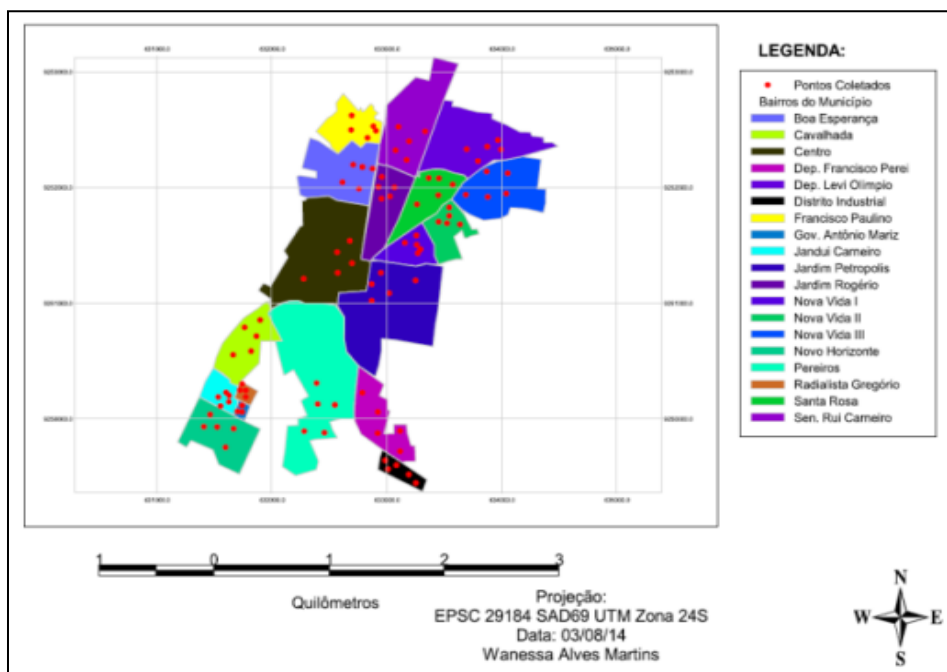 LEGENDA:
Pontos Coletados
Bairros do Município
Boa Esperança
Cavalhada
Centro
Dep. Francisco Perei
Dep. Levi Olímpio
Distrito Industrial
Francisco Paulino
Gov. Antônio Mariz
Jandui Carneiro
Jardim Petropolis
Jardim Rogério
Nova Vida I
Nova Vida II
Nova Vida III
Novo Horizonte
Pereiros
Radialista Gregório
Santa Rosa
Sen. Rui Carneiro
1 0 1 2 3
Quilômetros
Projeção:
EPSC 29184 SAD69 UTM Zona 24S
Data: 03/08/14
Wanessa Alves Martins
N
W E
S